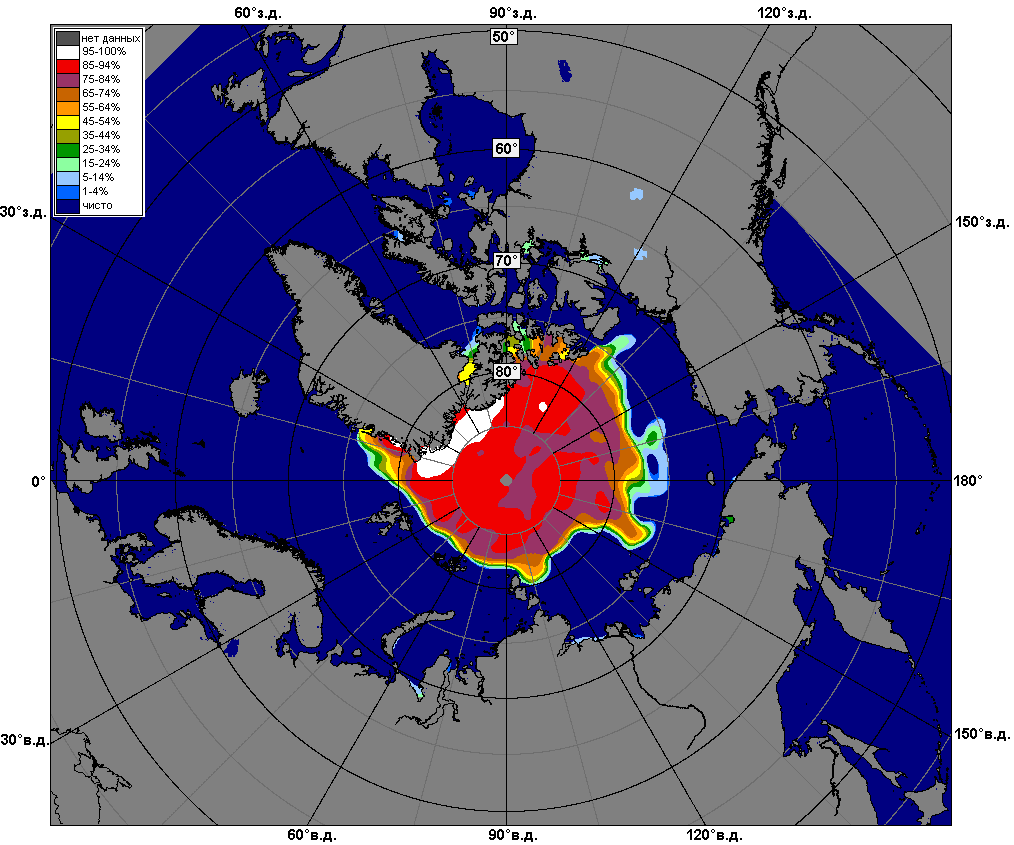 60°з.д.
90°з.д.
120°з.д.
нет данных
95-100%
85-94%
75-84%
65-74%
55-64%
45-54%
35-44%
25-34%
15-24%
5-14%
1-4%
чисто
50°
60°
30°з.д.
150°з.д.
70°
80°
0°
180°
30°в.д.
150°в.д.
60°в.д.
90°в.д.
120°в.д.